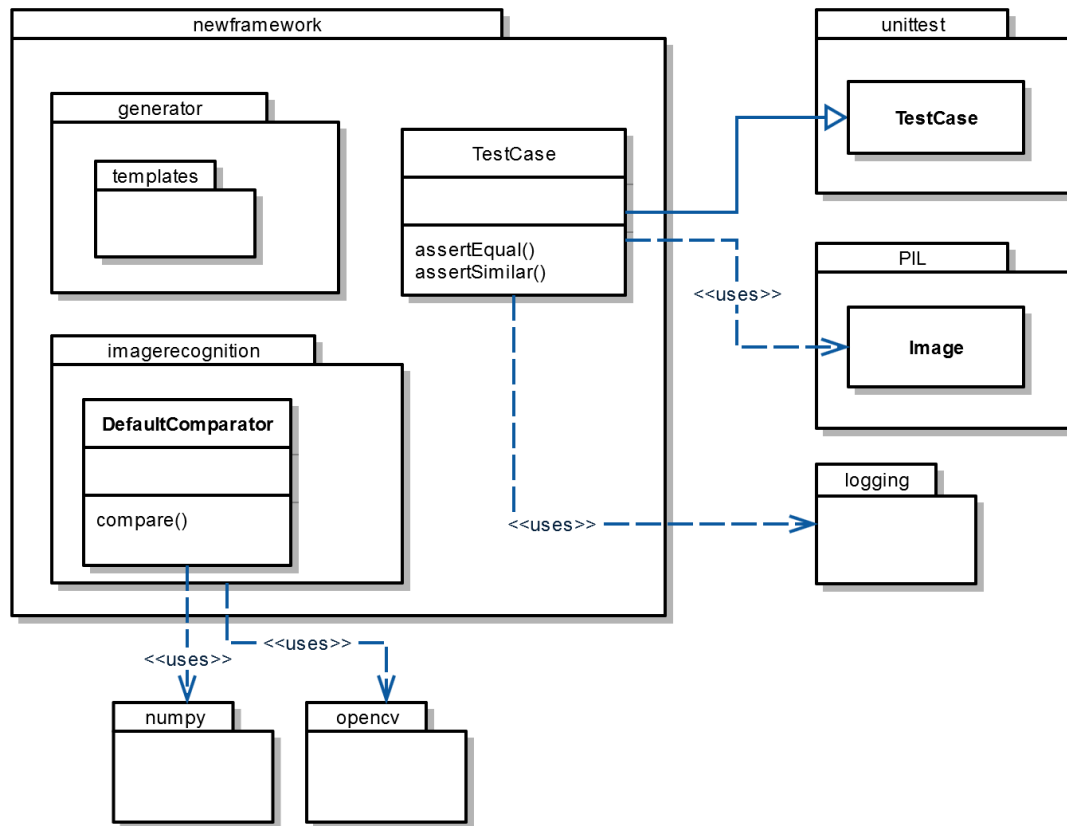 newframework
unittest
generator
TestCase
TestCase
templates
assertEqual()
assertSimilar()
PIL
<<uses>>
Image
imagerecognition
DefaultComparator
logging
compare()
<<uses>>
<<uses>>
<<uses>>
numpy
opencv